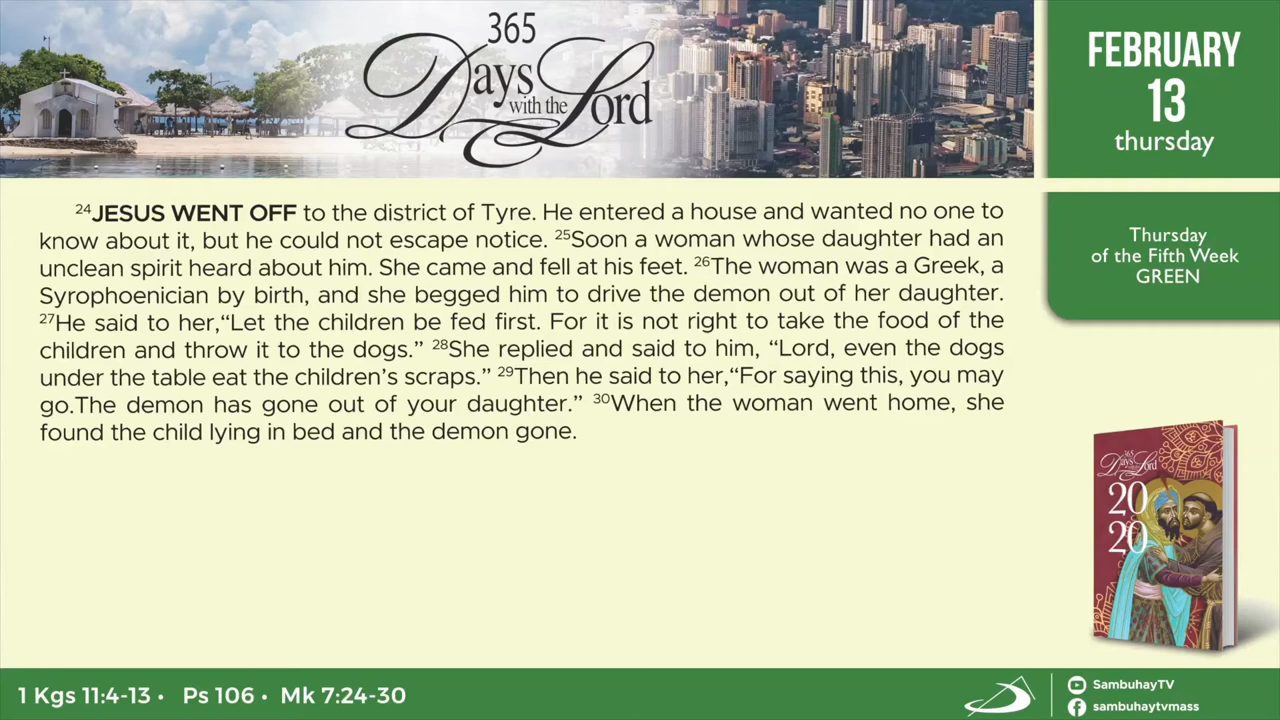 365
Days
with the
Lord
FEBRUARY
13
thursday
Thursday
of the Fifth Week
GREEN
24JESUS WENT OFF to the district of Tyre. He entered a house and wanted no one to
know about it, but he could not escape notice. 25Soon a woman whose daughter had an
unclean spirit heard about him. She came and fell at his feet. 26The woman was a Greek, a
Syrophoenician by birth, and she begged him to drive the demon out of her daughter.
27He said to her,“Let the children be fed first. For it is not right to take the food of the
children and throw it to the dogs.” 28She replied and said to him, “Lord, even the dogs
under the table eat the children’s scraps.” 29Then he said to her,“For saying this, you may
go.The demon has gone out of your daughter.” 30When the woman went home, she
found the child lying in bed and the demon gone.
365
Days with the Lord
20
20
1 Kgs 11:4-13 • Ps 106 • Mk 7:24-30
SambuhayTV
sambuhaytvmass